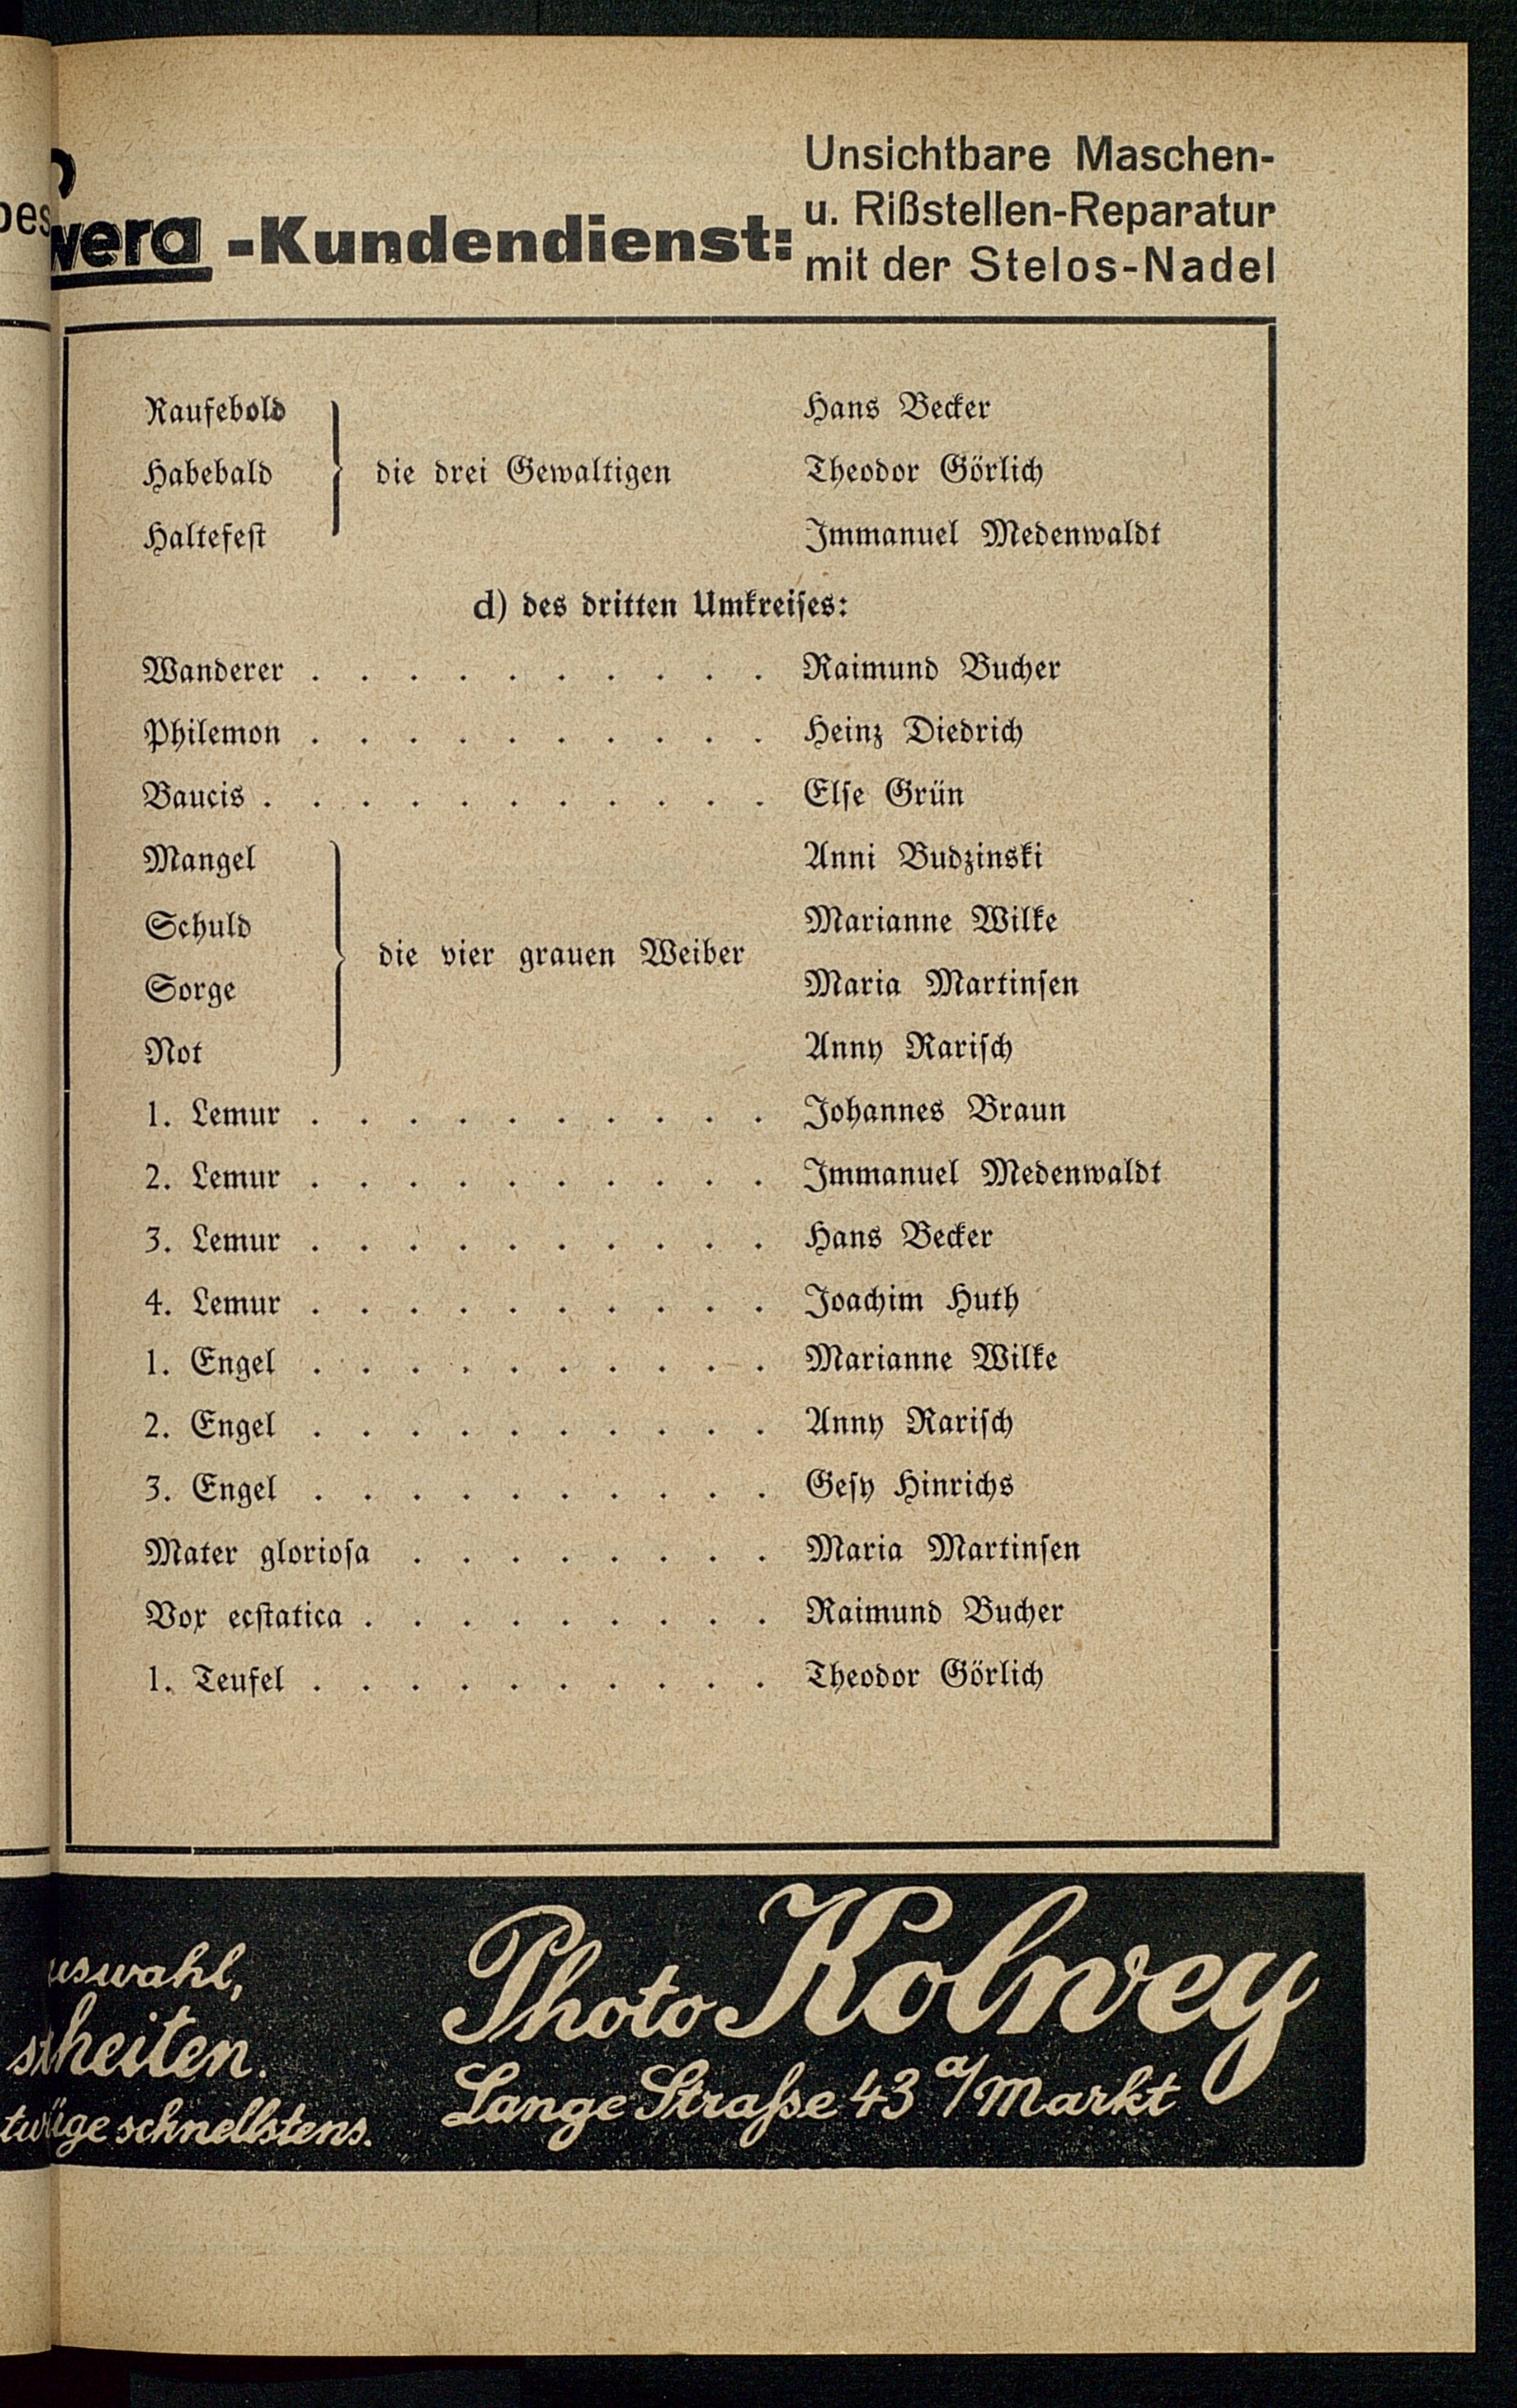 -Kundendienst:
Unsichtbare Maschen-
u. Rißstellen-Reparatur
mit der Stelos-Nadel
Raufebold Hans Becker
Habebald die drei Gewaltigen Theodor Görlich
Haltefest Immanuel Medenwaldt
d) des dritten Umkreises:
Wanderer . . . . . . . . . . Raimund Bucher
Philemon . . . . . . . . . . Heinz Diedrich
Baucis . . . . . . . . . . . Else Grün
Mangel Anni Budzinski
Schuld Marianne Wilke
die vier grauen Weiber
Sorge Maria Martinsen
Not Anny Rarisch
1. Lemur . . . . . . . . . . Johannes Braun
2. Lemur . . . . . . . . . . Immanuel Medenwaldt
3. Lemur . . . . . . . . . . Hans Becker
4. Lemur . . . . . . . . . . Joachim Huth
1. Engel . . . . . . . . . . Marianne Wilke
2. Engel . . . . . . . . . . Anny Rarisch
3. Engel . . . . . . . . . . Gesy Hinrichs
Mater gloriosa . . . . . . . . Maria Martinsen
Vox ecstatica . . . . . . . . . Raimund Bucher
1. Teufel . . . . . . . . . . Theodor Görlich
Photo Kolwey
Lange Straße 43 a/Markt
schnellstens.